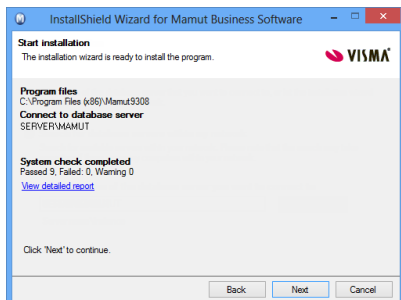 InstallShield Wizard for Mamut Business Software
Start installation
The installation wizard is ready to install the program.
VISMA
Program files
C:\Program Files (x86)\Mamut9308
Connect to database server
SERVER\MAMUT
System check completed
Passed 9, Failed: 0, Warning 0
View detailed report
Click 'Next' to continue.
Back Next Cancel